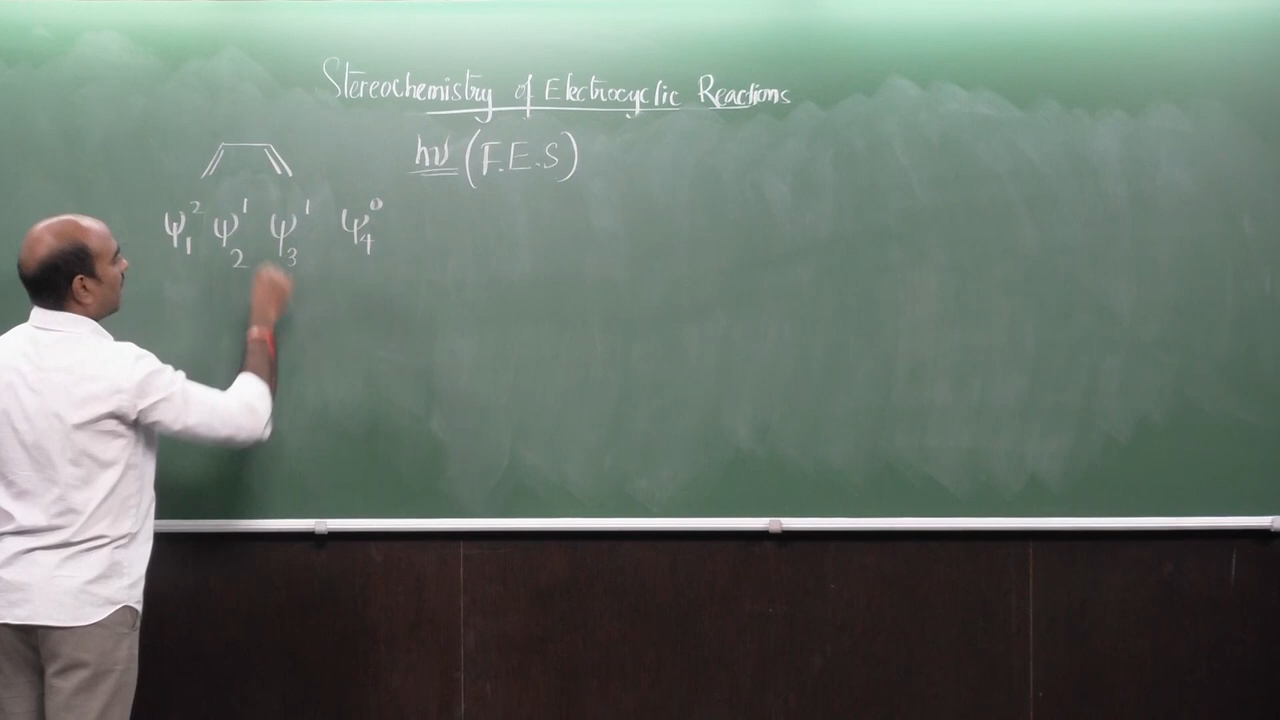 Stereochemistry of Electrocyclic Reactions
hν (F.E.S)
ψ₁² ψ₂¹ ψ₃¹ ψ₄⁰